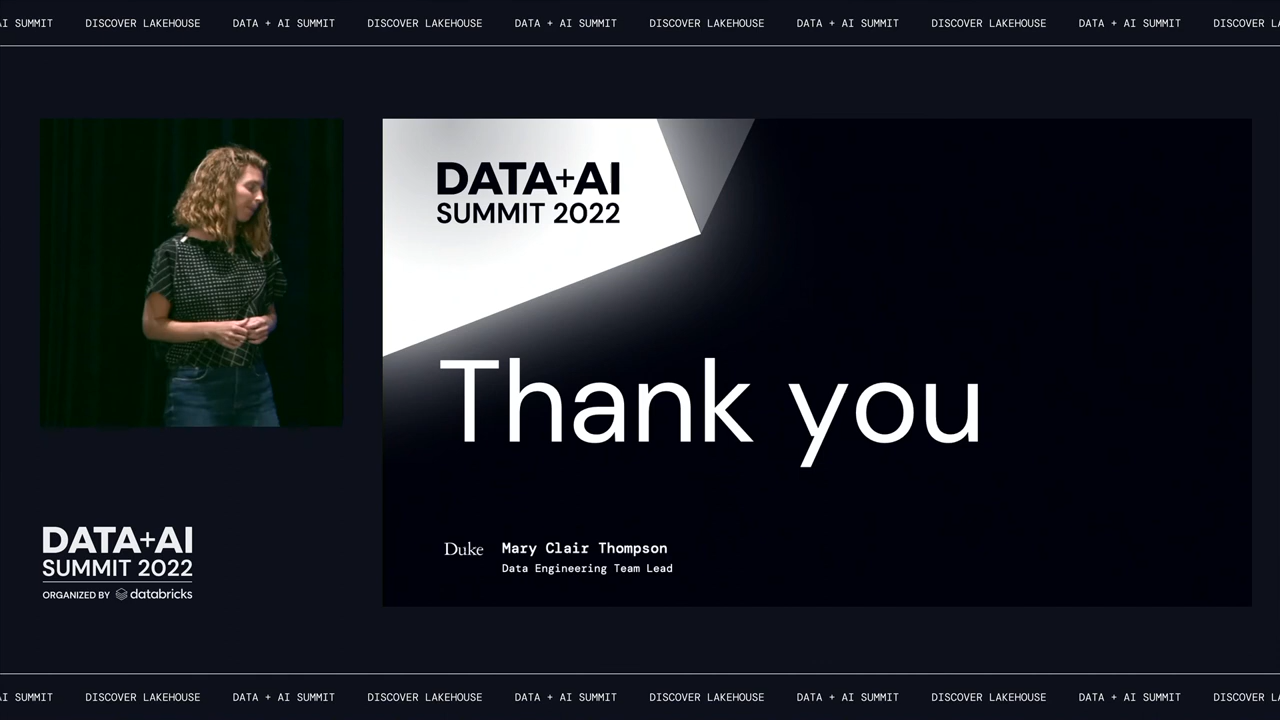 AI SUMMIT DISCOVER LAKEHOUSE DATA + AI SUMMIT DISCOVER LAKEHOUSE DATA + AI SUMMIT DISCOVER LAKEHOUSE DATA + AI SUMMIT DISCOVER LAKEHOUSE DATA + AI SUMMIT DISCOVER
DATA+AI
SUMMIT 2022
Thank you
Duke
Mary Clair Thompson
Data Engineering Team Lead
DATA+AI
SUMMIT 2022
ORGANIZED BY databricks
AI SUMMIT DISCOVER LAKEHOUSE DATA + AI SUMMIT DISCOVER LAKEHOUSE DATA + AI SUMMIT DISCOVER LAKEHOUSE DATA + AI SUMMIT DISCOVER LAKEHOUSE DATA + AI SUMMIT DISCOVER